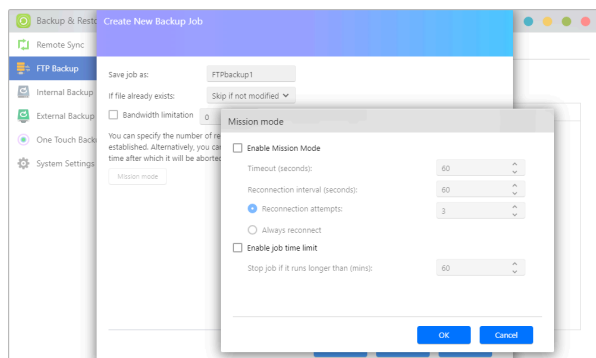 Backup & Resto
Remote Sync
FTP Backup
Internal Backup
External Backup
One Touch Back
System Settings
Create New Backup Job
Save job as:
FTPbackup1
If file already exists:
Skip if not modified
Bandwidth limitation
0
You can specify the number of re
established. Alternatively, you ca
time after which it will be aborted
Mission mode
Mission mode
Enable Mission Mode
Timeout (seconds):
60
Reconnection interval (seconds):
60
Reconnection attempts:
3
Always reconnect
Enable job time limit
Stop job if it runs longer than (mins):
60
OK
Cancel